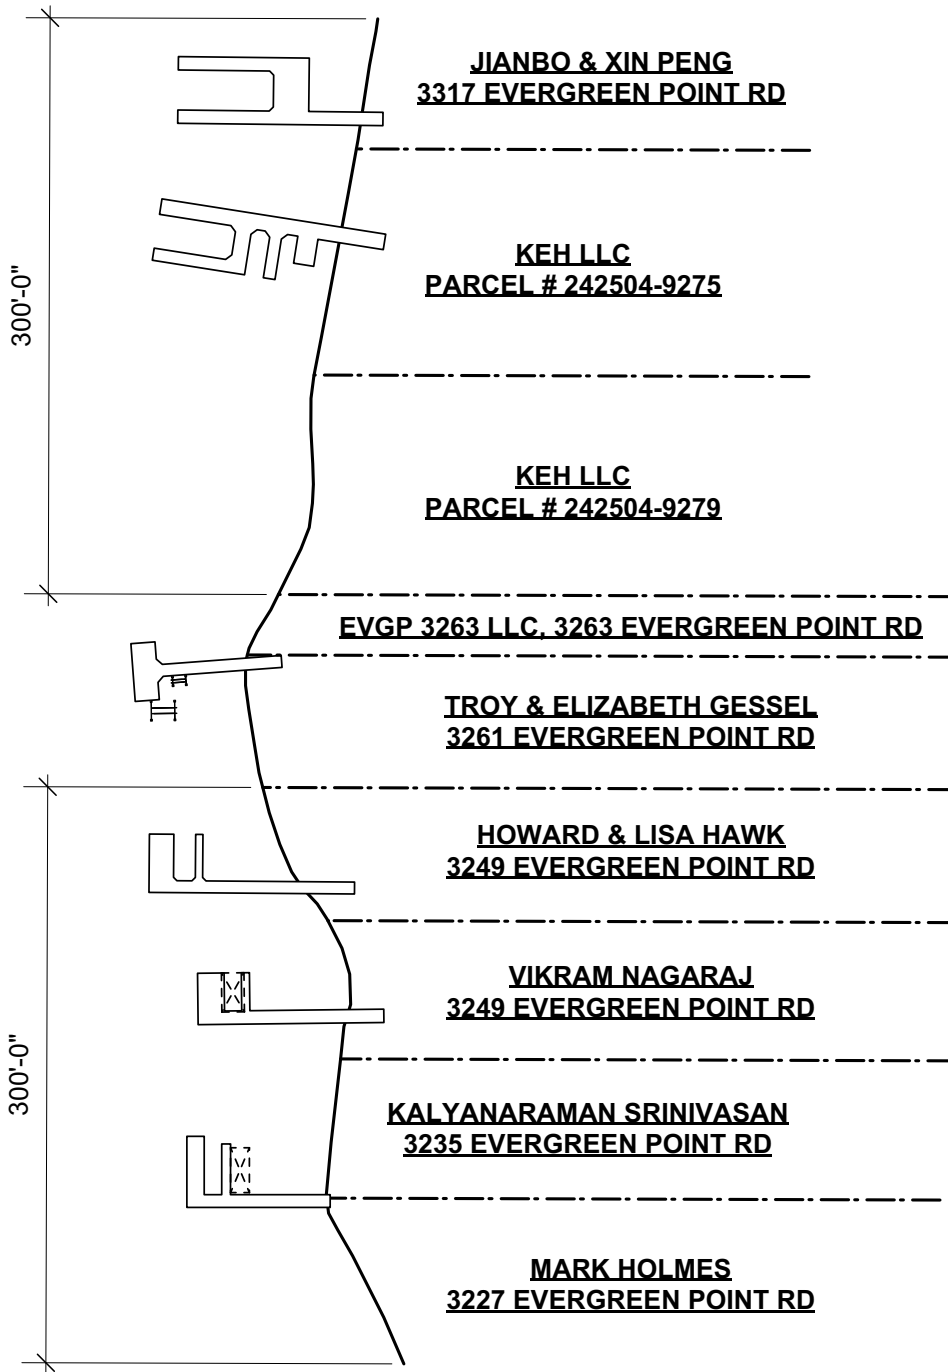 JIANBO & XIN PENG
3317 EVERGREEN POINT RD
KEH LLC
PARCEL # 242504-9275
300'-0"
KEH LLC
PARCEL # 242504-9279
EVGP 3263 LLC, 3263 EVERGREEN POINT RD
TROY & ELIZABETH GESSEL
3261 EVERGREEN POINT RD
HOWARD & LISA HAWK
3249 EVERGREEN POINT RD
VIKRAM NAGARAJ
3249 EVERGREEN POINT RD
300'-0"
KALYANARAMAN SRINIVASAN
3235 EVERGREEN POINT RD
MARK HOLMES
3227 EVERGREEN POINT RD